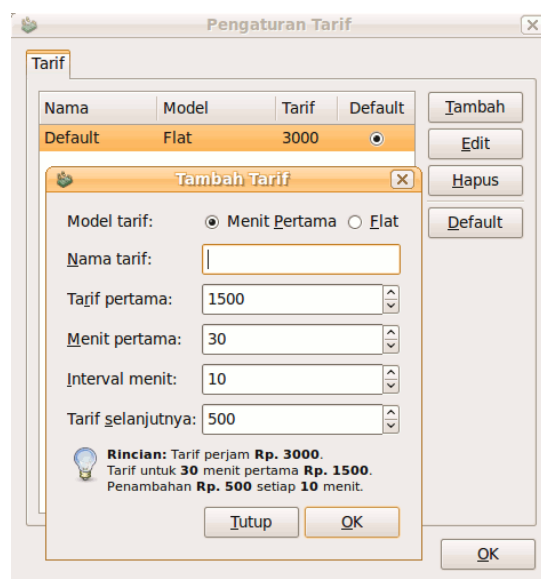 Pengaturan Tarif
Tarif
Nama Model Tarif Default
Default Flat 3000
Tambah
Edit
Hapus
Default
Tambah Tarif
Model tarif: Menit Pertama Flat
Nama tarif:
Tarif pertama: 1500
Menit pertama: 30
Interval menit: 10
Tarif selanjutnya: 500
Rincian: Tarif perjam Rp. 3000.
Tarif untuk 30 menit pertama Rp. 1500.
Penambahan Rp. 500 setiap 10 menit.
Tutup OK
OK